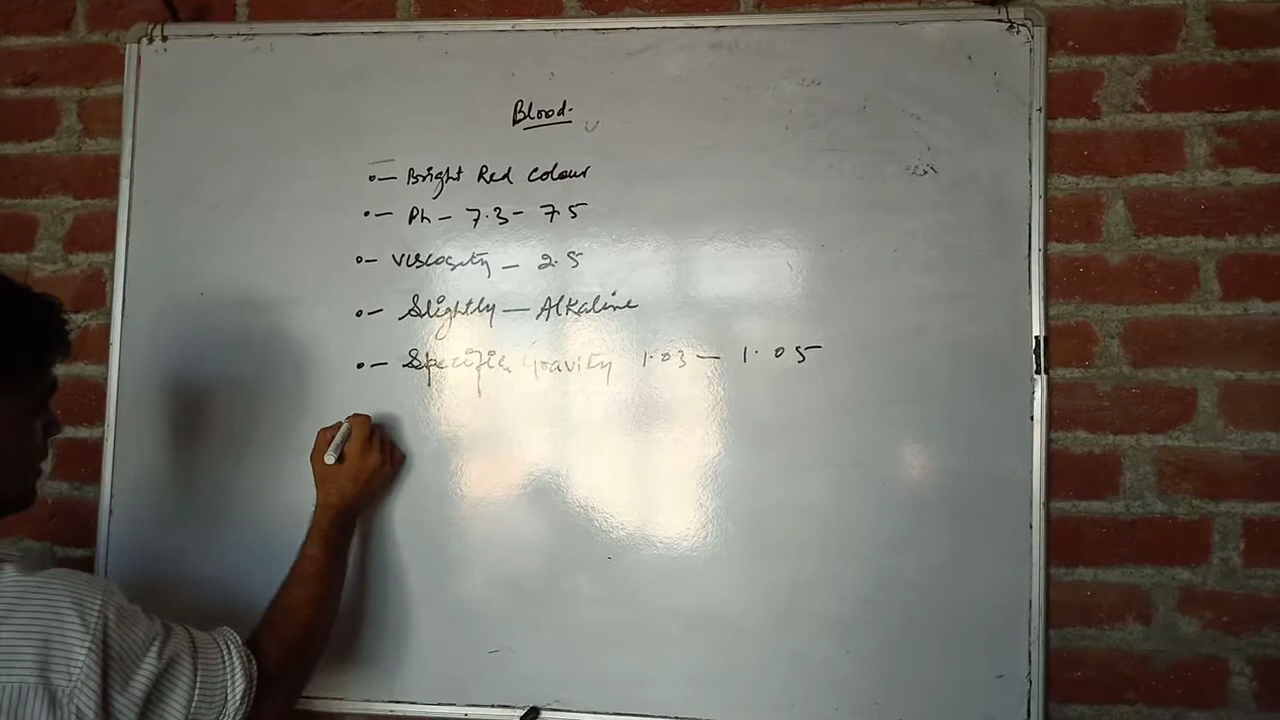 Blood.
•— Bright Red Colour
•— Ph — 7.3 — 7.5
•— Viscosity — 2.5
•— Slightly — Alkaline
•— Specific Gravity 1.03 — 1.05